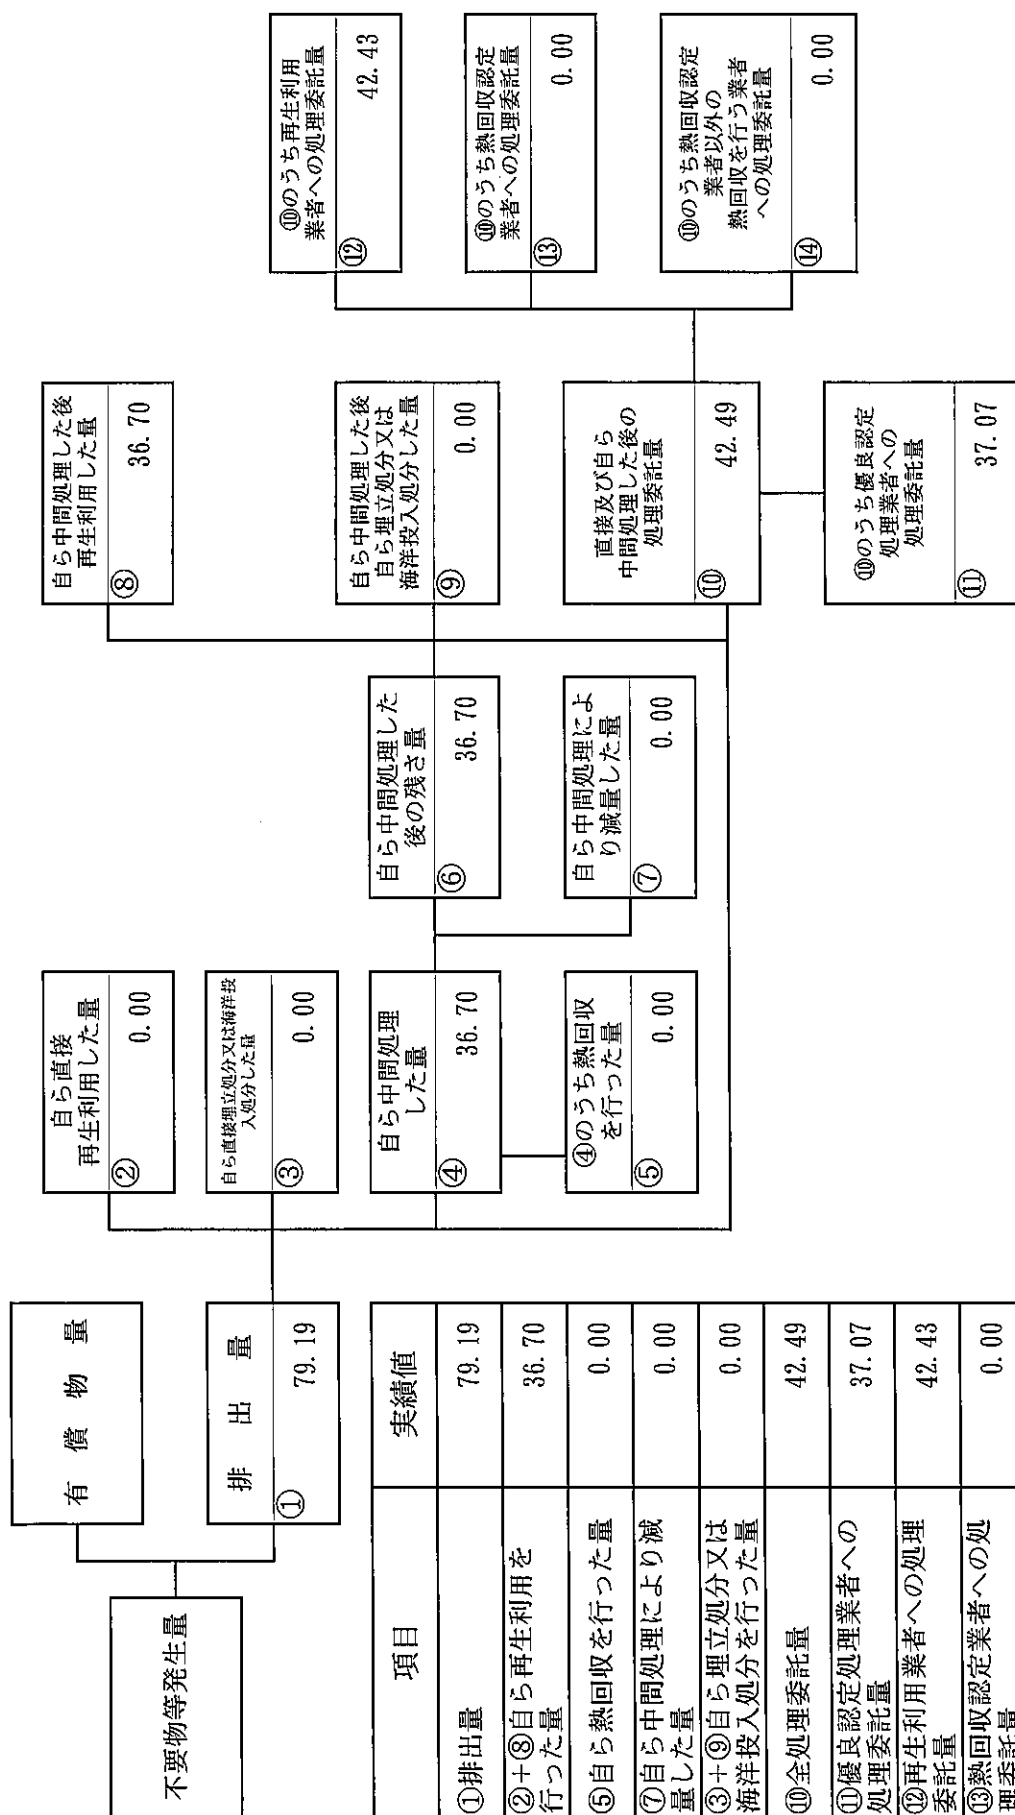 不要物等発生量
有償物量
排出量
①
79.19
自ら直接
再生利用した量
②
0.00
自ら直接埋立処分又は海洋投
入処分した量
③
0.00
自ら中間処理
した量
④
36.70
④のうち熱回収
を行った量
⑤
0.00
自ら中間処理した
後の残さ量
⑥
36.70
自ら中間処理によ
り減量した量
⑦
0.00
自ら中間処理した後
再生利用した量
⑧
36.70
自ら中間処理した後
自ら埋立処分又は
海洋投入処分した量
⑨
0.00
直接及び自ら
中間処理した後の
処理委託量
⑩
42.49
⑩のうち優良認定
処理業者への
処理委託量
⑪
37.07
⑩のうち再生利用
業者への処理委託量
⑫
42.43
⑩のうち熱回収認定
業者への処理委託量
⑬
0.00
⑩のうち熱回収認定
業者以外の
熱回収を行う業者
への処理委託量
⑭
0.00
項目 実績値
①排出量 79.19
②+⑧自ら再生利用を
行った量 36.70
⑤自ら熱回収を行った量 0.00
⑦自ら中間処理により減
量した量 0.00
③+⑨自ら埋立処分又は
海洋投入処分を行った量 0.00
⑩全処理委託量 42.49
⑪優良認定処理業者への
処理委託量 37.07
⑫再生利用業者への処理
委託量 42.43
⑬熱回収認定業者への処
理委託量 0.00